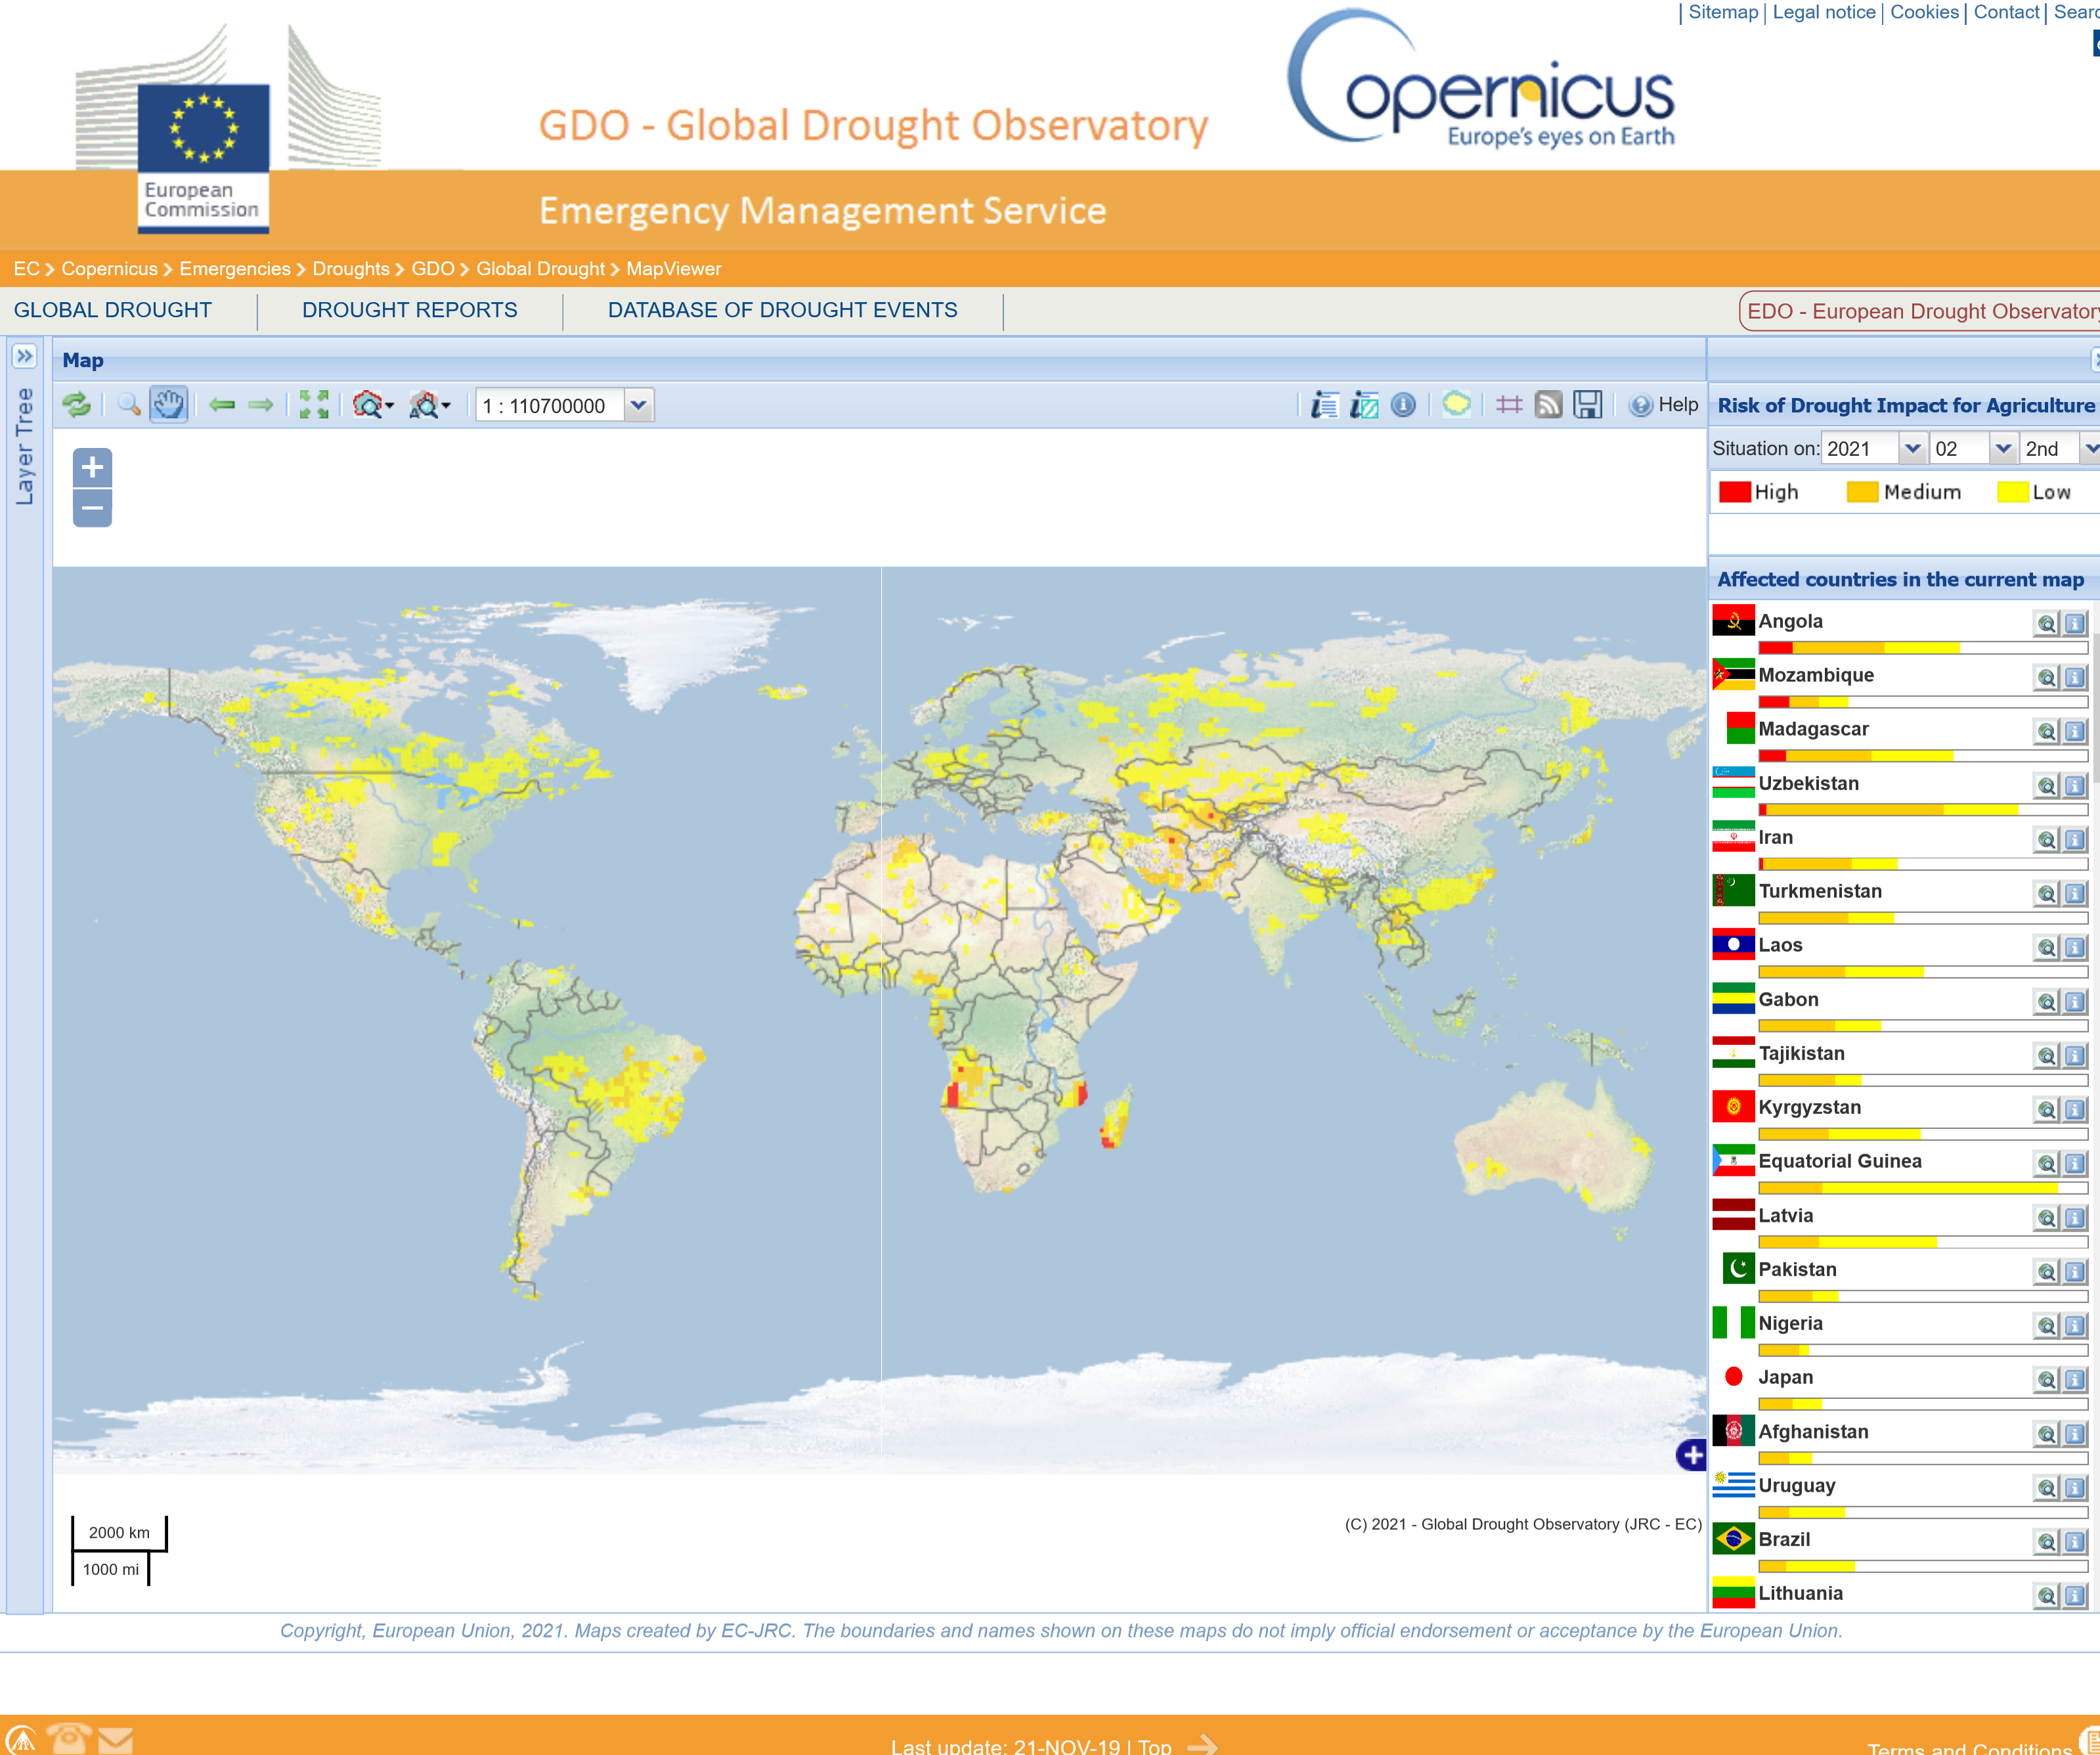 | Sitemap | Legal notice | Cookies | Contact |
European
Commission
GDO - Global Drought Observatory
Copernicus
Europe's eyes on Earth
Emergency Management Service
EC > Copernicus > Emergencies > Droughts > GDO > Global Drought > MapViewer
GLOBAL DROUGHT
DROUGHT REPORTS
DATABASE OF DROUGHT EVENTS
EDO - European Drought Observatory
Layer Tree
Map
1 : 110700000
Help
Risk of Drought Impact for Agriculture
Situation on: 2021 02 2nd
High Medium Low
Affected countries in the current map
Angola
Mozambique
Madagascar
Uzbekistan
Iran
Turkmenistan
Laos
Gabon
Tajikistan
Kyrgyzstan
Equatorial Guinea
Latvia
Pakistan
Nigeria
Japan
Afghanistan
Uruguay
Brazil
Lithuania
2000 km
1000 mi
(C) 2021 - Global Drought Observatory (JRC - EC)
Copyright, European Union, 2021. Maps created by EC-JRC. The boundaries and names shown on these maps do not imply official endorsement or acceptance by the European Union.
Last update: 21-NOV-19 | Top
Terms and Conditions